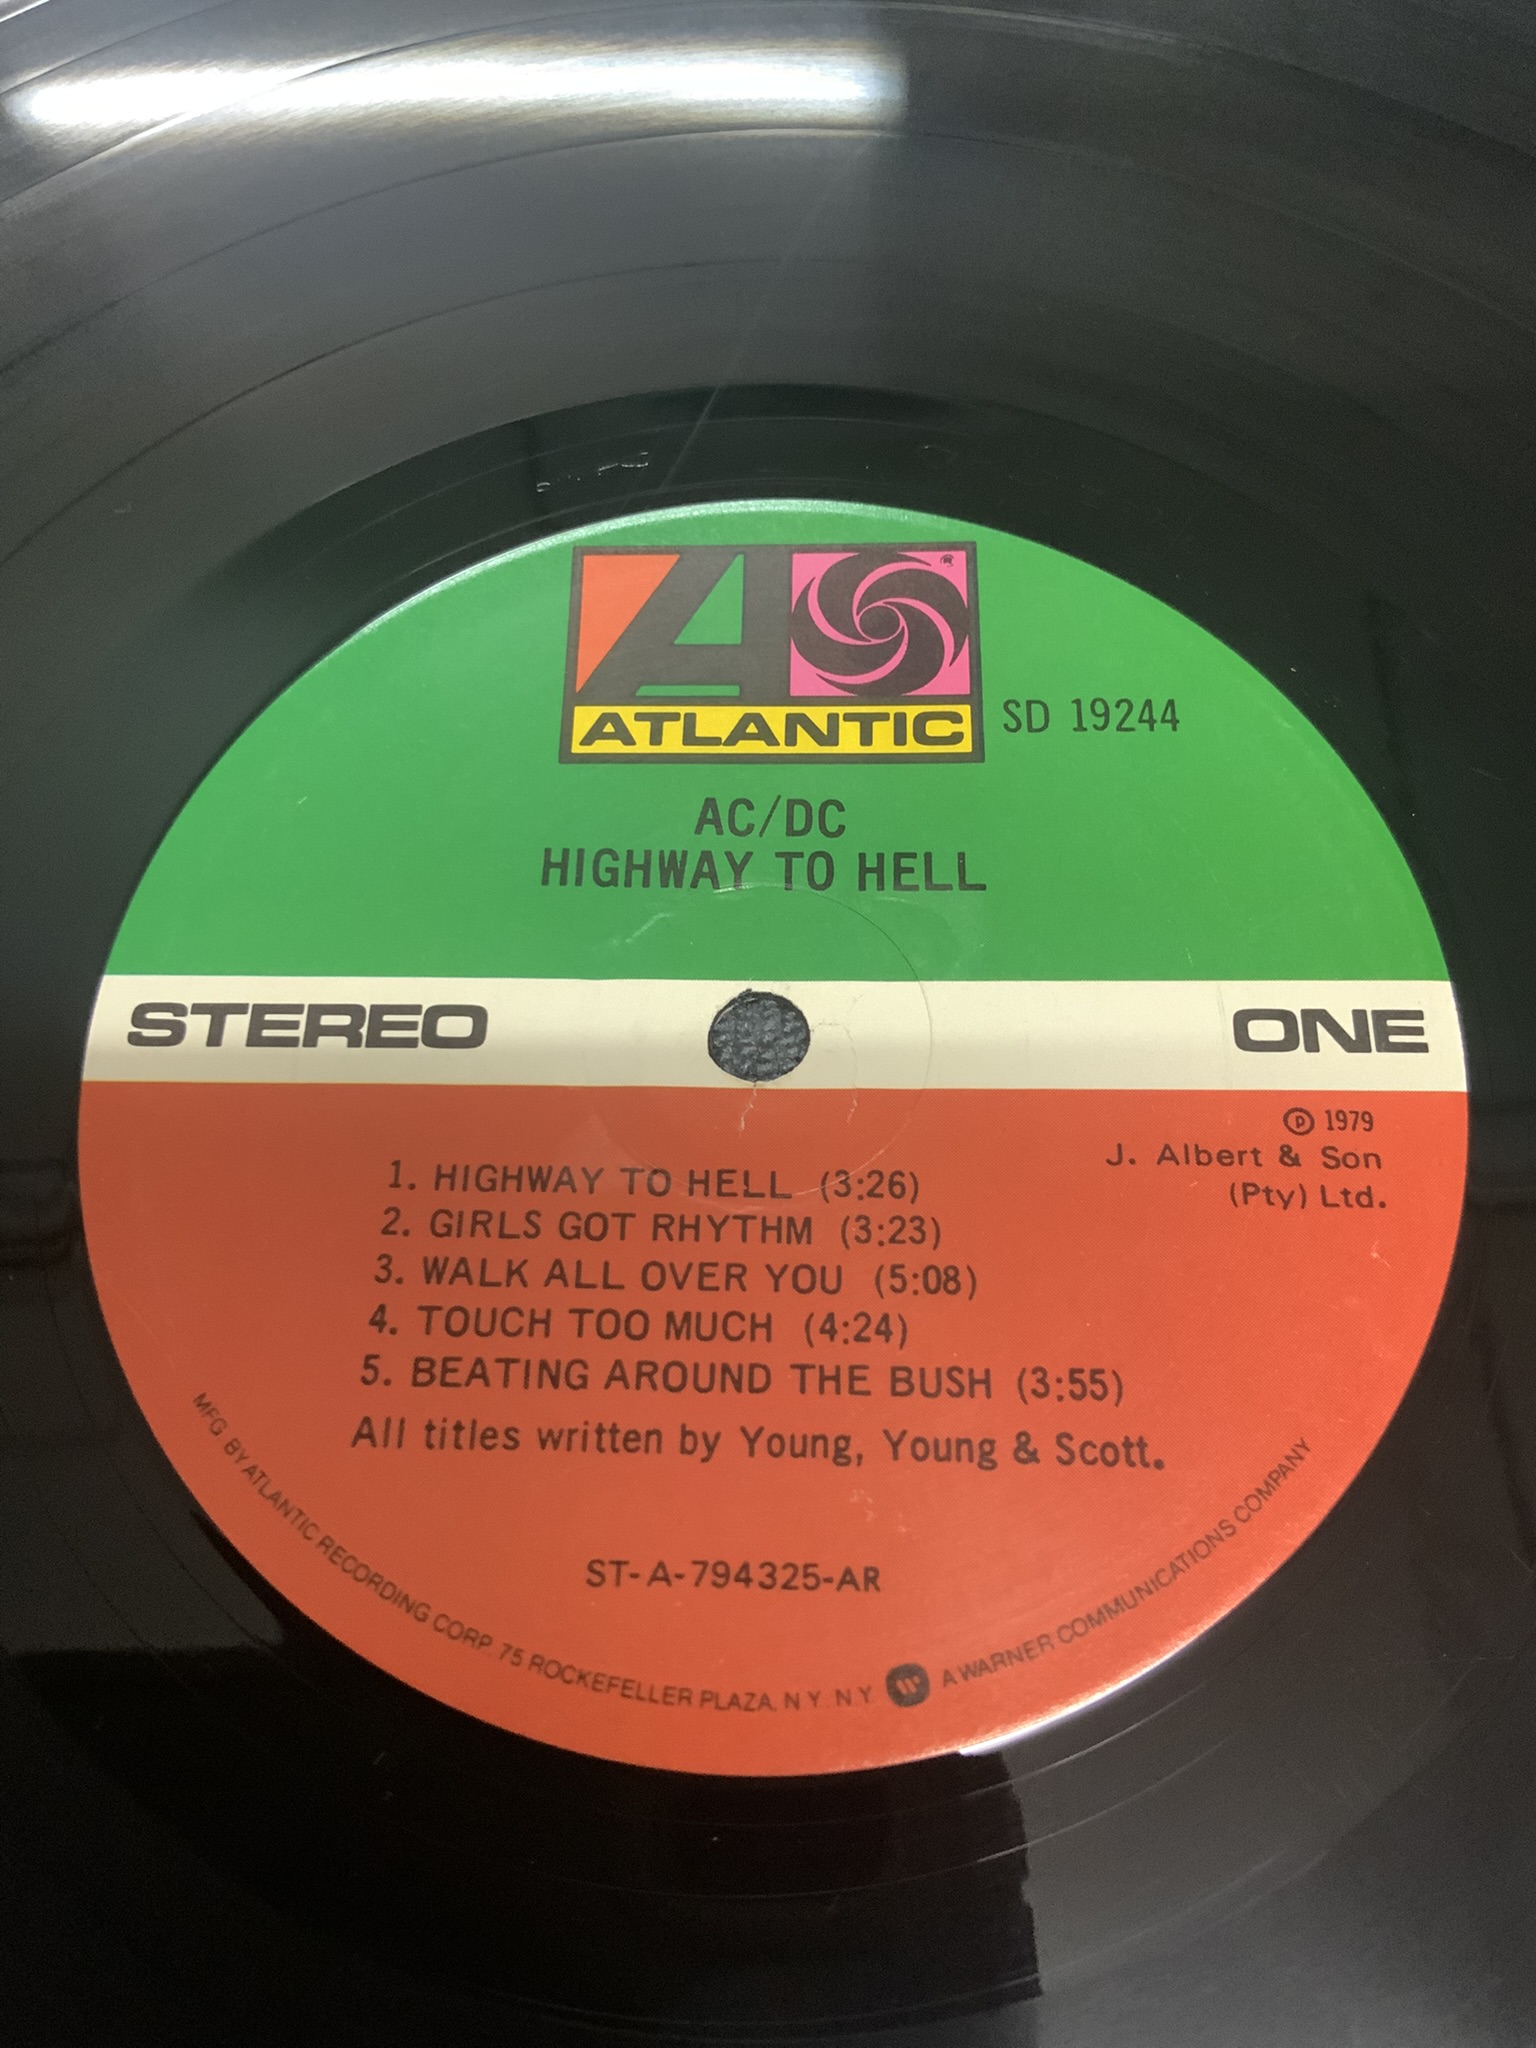 ATLANTIC
SD 19244
AC/DC
HIGHWAY TO HELL
STEREO
ONE
℗ 1979
J. Albert & Son
(Pty) Ltd.
1. HIGHWAY TO HELL (3:26)
2. GIRLS GOT RHYTHM (3:23)
3. WALK ALL OVER YOU (5:08)
4. TOUCH TOO MUCH (4:24)
5. BEATING AROUND THE BUSH (3:55)
All titles written by Young, Young & Scott.
ST-A-794325-AR
MFG BY ATLANTIC RECORDING CORP. 75 ROCKEFELLER PLAZA, N.Y. N.Y. A WARNER COMMUNICATIONS COMPANY